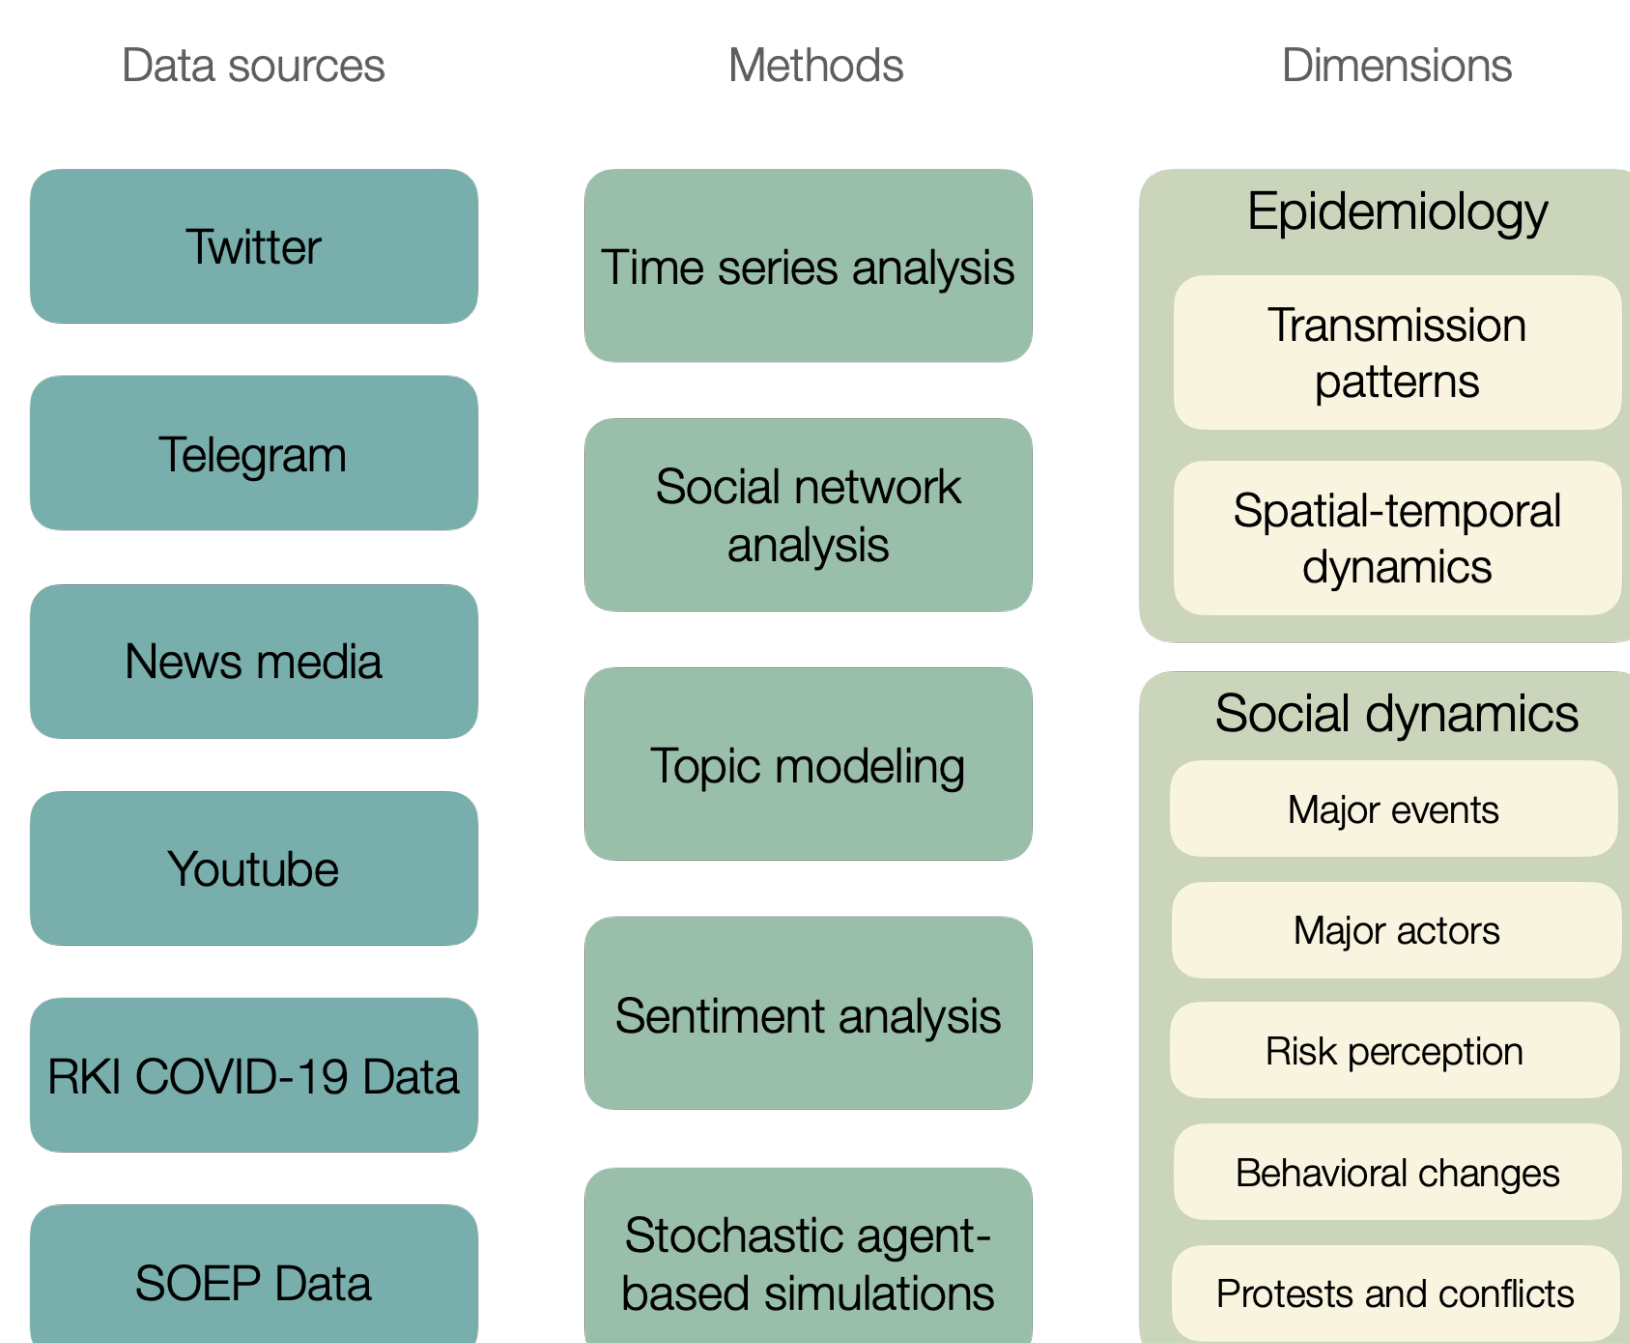 Data sources
Twitter
Telegram
News media
Youtube
RKI COVID-19 Data
SOEP Data
Methods
Time series analysis
Social network
analysis
Topic modeling
Sentiment analysis
Stochastic agent-
based simulations
Dimensions
Epidemiology
Transmission
patterns
Spatial-temporal
dynamics
Social dynamics
Major events
Major actors
Risk perception
Behavioral changes
Protests and conflicts